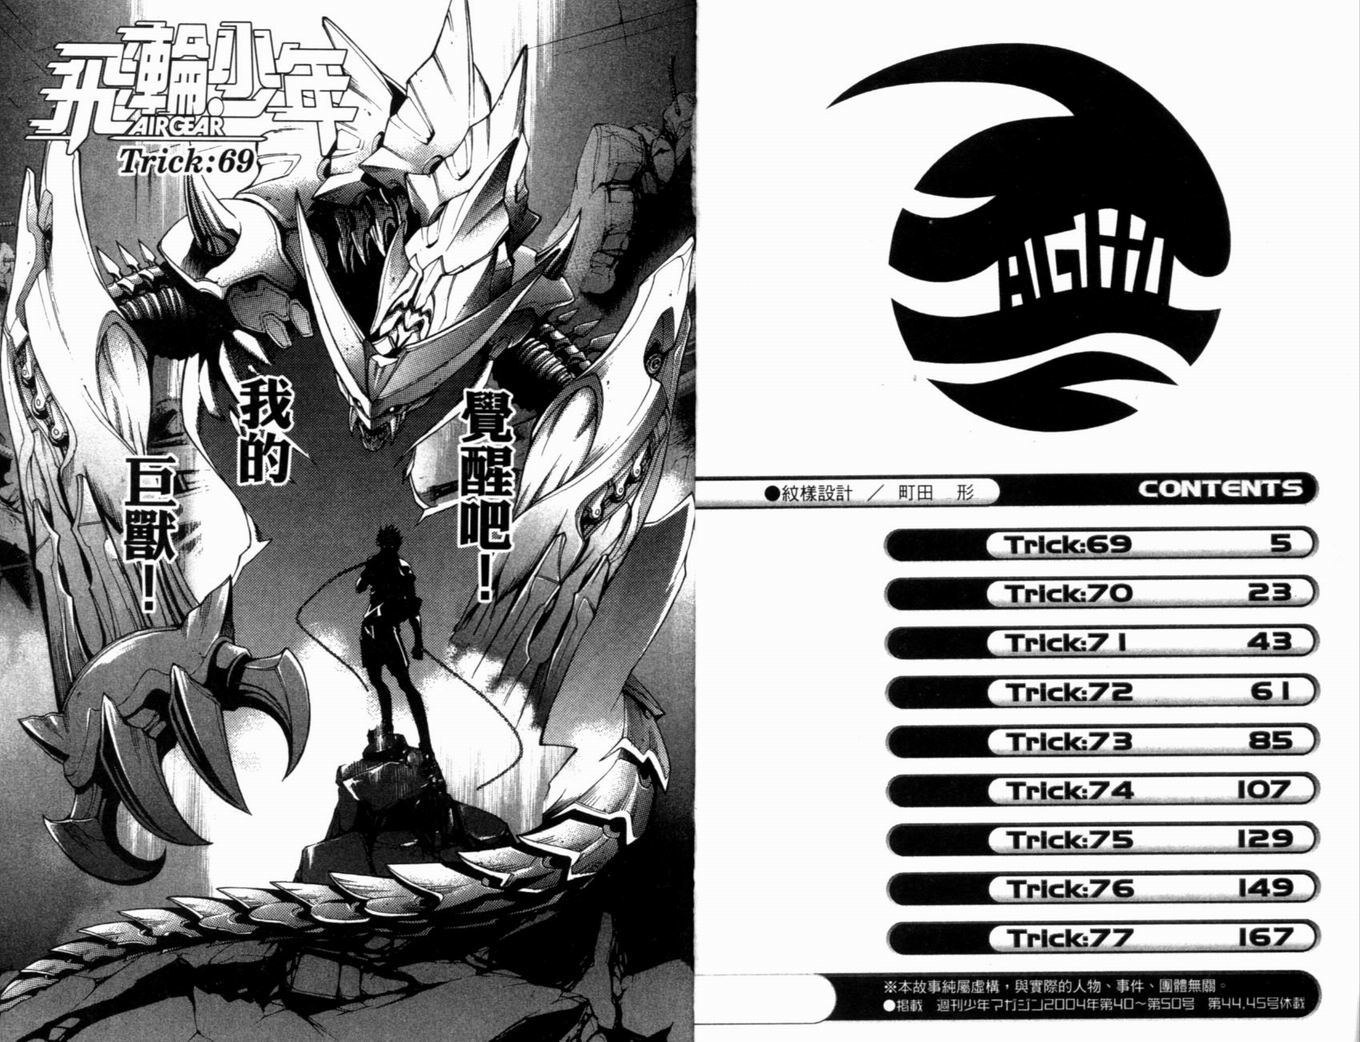 飛輪少年
AIRGEAR
Trick:69
覺醒吧！
我的
巨獸！
●紋樣設計 ／ 町田 形
CONTENTS
Trick:69 5
Trick:70 23
Trick:71 43
Trick:72 61
Trick:73 85
Trick:74 107
Trick:75 129
Trick:76 149
Trick:77 167
※本故事純屬虛構，與實際的人物、事件、團體無關。
●掲載 週刊少年マガジン2004年第40～第50号 第44,45号休載